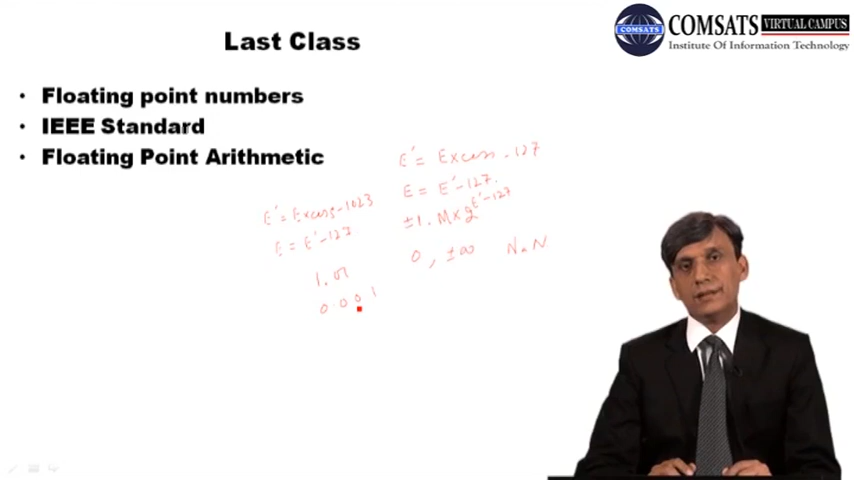 Last Class
COMSATS VIRTUAL CAMPUS
COMSATS
Institute Of Information Technology
• Floating point numbers
• IEEE Standard
• Floating Point Arithmetic
E' = Excess-127
E = E'-127.
±1.M×2^E'-127
0, ±∞ NaN
E' = Excess-1023
E = E'-127
1.01
0.001